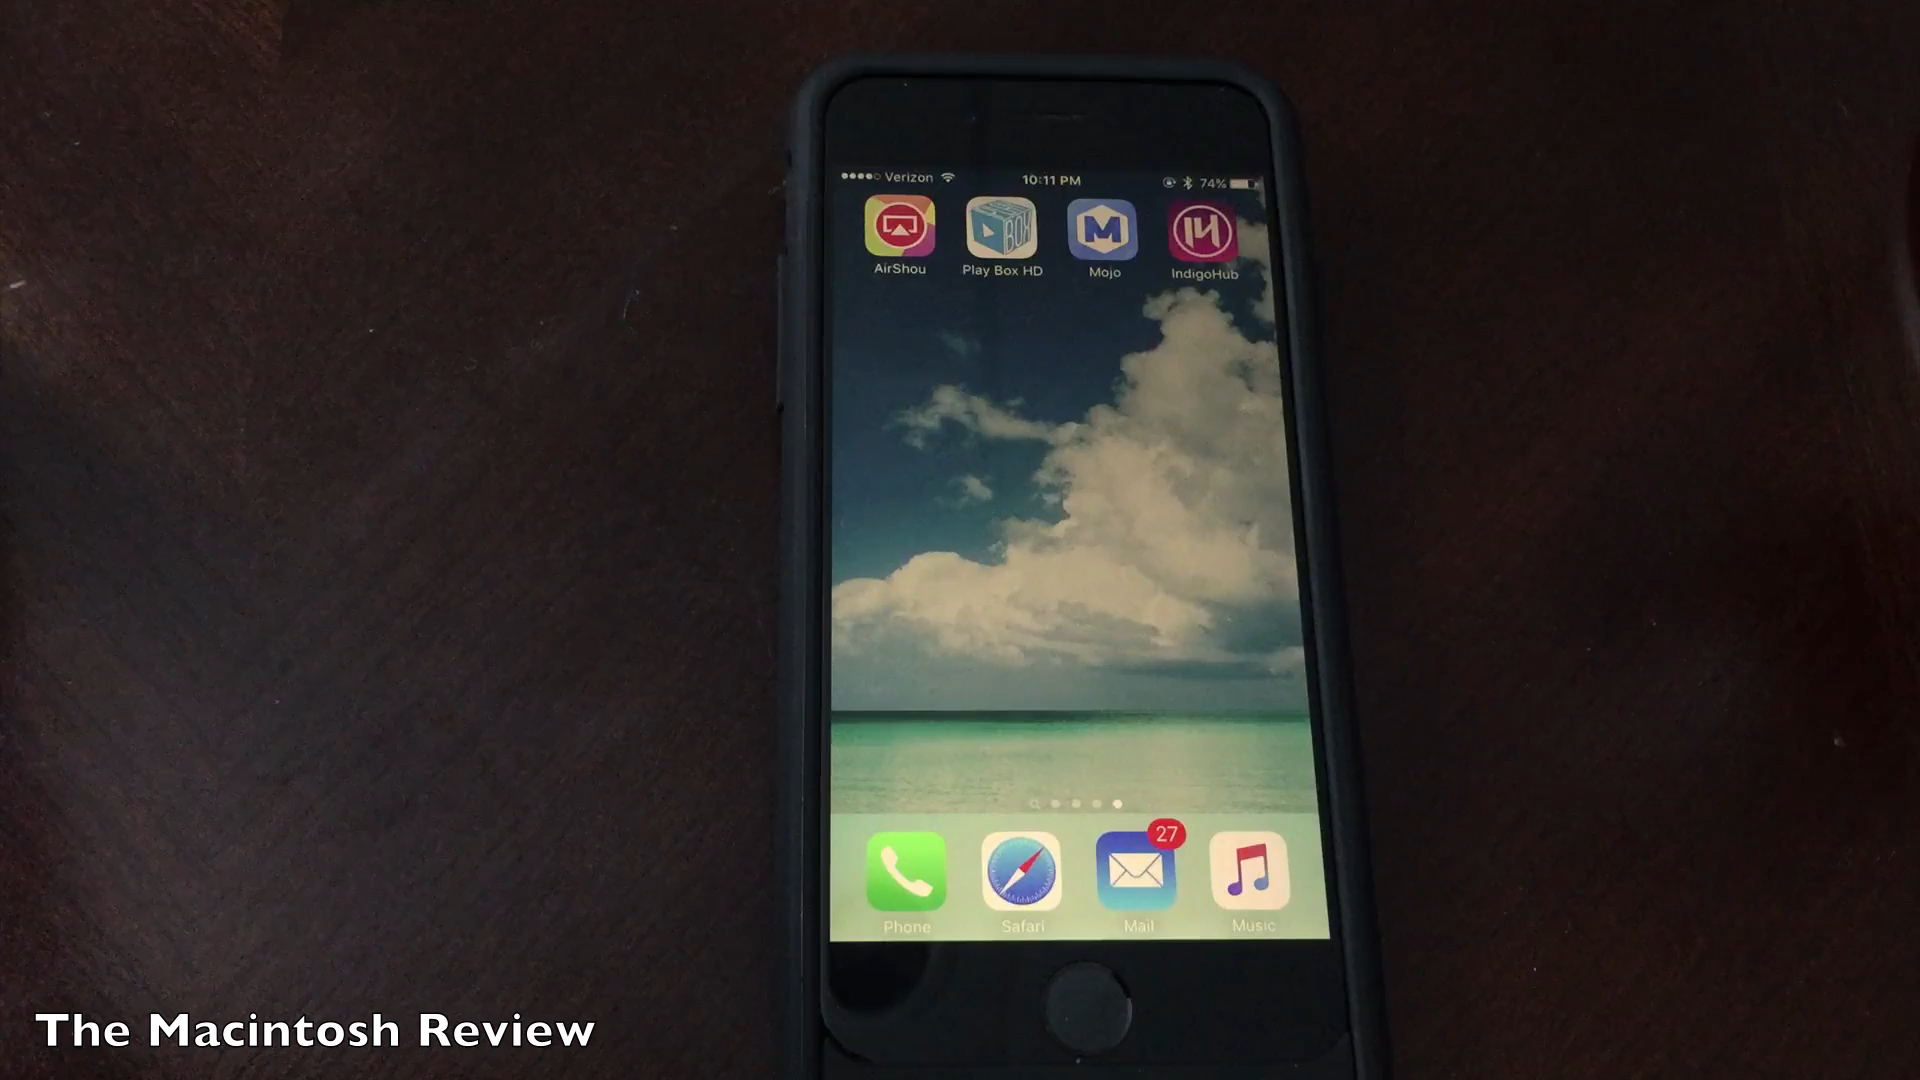 Verizon
10:11 PM
74%
AirShou
Play Box HD
Mojo
IndigoHub
BOX
M
27
Phone
Safari
Mail
Music
The Macintosh Review